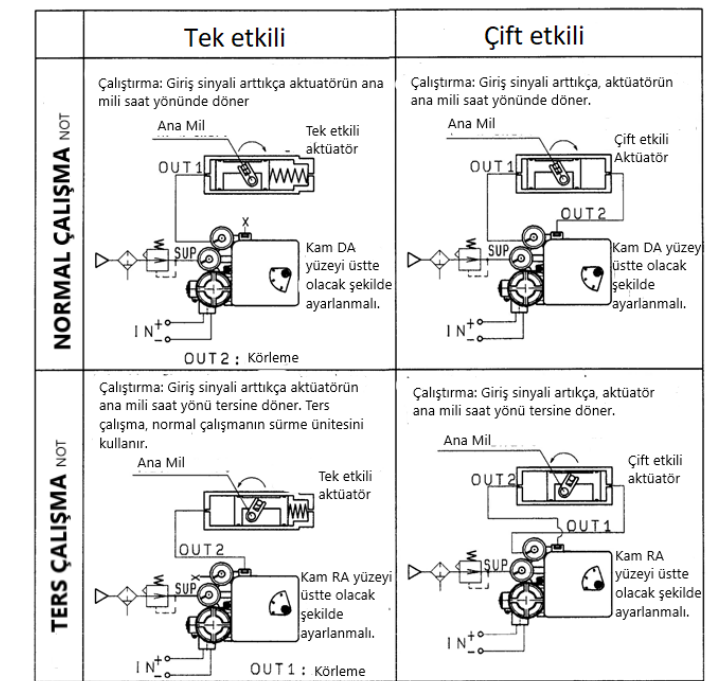 Tek etkili
Çift etkili
NORMAL ÇALIŞMA NOT
Çalıştırma: Giriş sinyali arttıkça aktuatörün ana
mili saat yönünde döner
Ana Mil
Tek etkili
aktüatör
OUT1
X
SUP
Kam DA
yüzeyi üstte
olacak şekilde
ayarlanmalı.
IN + -
OUT2 : Körleme
Çalıştırma: Giriş sinyali arttıkça, aktüatörün
ana mili saat yönünde döner.
Ana Mil
Çift etkili
Aktüatör
OUT1
OUT2
SUP
Kam DA yüzey
üstte olacak
şekilde
ayarlanmalı.
IN + -
TERS ÇALIŞMA NOT
Çalıştırma: Giriş sinyali arttıkça aktüatörün
ana mili saat yönü tersine döner. Ters
çalışma, normal çalışmanın sürme ünitesini
kullanır.
Ana Mil
Tek etkili
aktüatör
OUT2
X
SUP
Kam RA yüzeyi
üstte olacak
şekilde
ayarlanmalı.
IN + -
OUT1 : Körleme
Çalıştırma: Giriş sinyali artıkça, aktüatör
ana mili saat yönü tersine döner.
Ana Mil
Çift etkili
aktüatör
OUT2
OUT1
SUP
Kam RA
yüzeyi üstte
olacak şekilde
ayarlanmalı.
IN + -